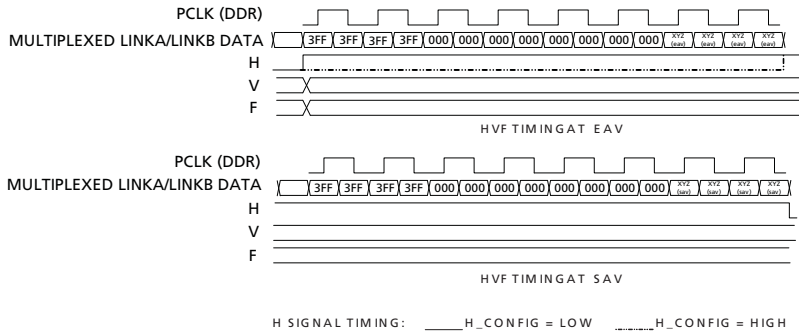 PCLK (DDR)
MULTIPLEXED LINKA/LINKB DATA 3FF 3FF 3FF 3FF 000 000 000 000 000 000 000 000 XYZ (eav) XYZ (eav) XYZ (eav) XYZ (eav)
H
V
F
HVF TIMINGAT EAV
PCLK (DDR)
MULTIPLEXED LINKA/LINKB DATA 3FF 3FF 3FF 3FF 000 000 000 000 000 000 000 000 XYZ (sav) XYZ (sav) XYZ (sav) XYZ (sav)
H
V
F
HVF TIMINGAT SAV
H SIGNAL TIMING: H_CONFIG = LOW H_CONFIG = HIGH